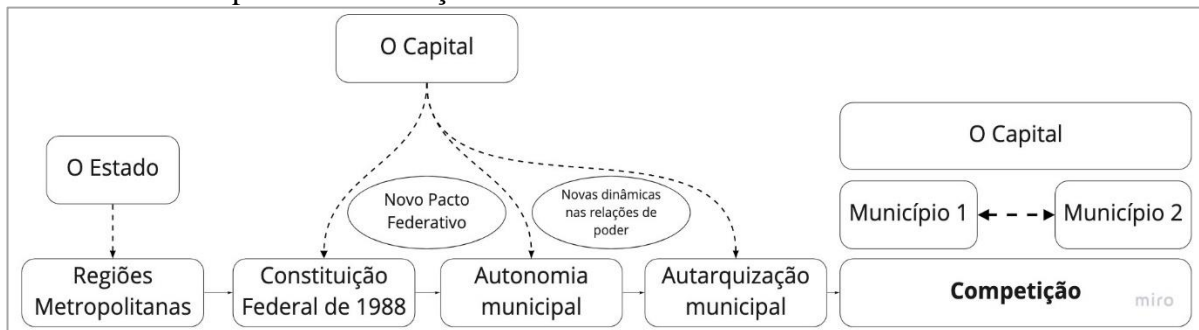 O Capital
O Estado
Novo Pacto
Federativo
Novas dinâmicas
nas relações de
poder
O Capital
Município 1
Município 2
Regiões
Metropolitanas
Constituição
Federal de 1988
Autonomia
municipal
Autarquização
municipal
Competição
miro